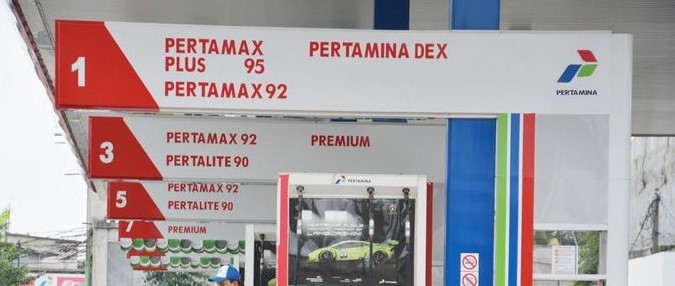 1
PERTAMAX
PLUS 95
PERTAMAX 92
PERTAMINA DEX
PERTAMINA
3
PERTAMAX 92
PERTALITE 90
PREMIUM
5
PERTAMAX 92
PERTALITE 90
7
PREMIUM
PERTAMINA
LAMBORGHINI